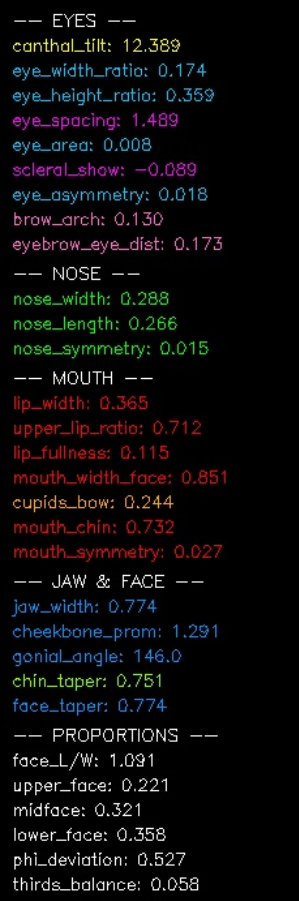 —— EYES ——
canthal_tilt: 12.389
eye_width_ratio: 0.174
eye_height_ratio: 0.359
eye_spacing: 1.489
eye_area: 0.008
scleral_show: −0.089
eye_asymmetry: 0.018
brow_arch: 0.130
eyebrow_eye_dist: 0.173
—— NOSE ——
nose_width: 0.288
nose_length: 0.266
nose_symmetry: 0.015
—— MOUTH ——
lip_width: 0.365
upper_lip_ratio: 0.712
lip_fullness: 0.115
mouth_width_face: 0.851
cupids_bow: 0.244
mouth_chin: 0.732
mouth_symmetry: 0.027
—— JAW & FACE ——
jaw_width: 0.774
cheekbone_prom: 1.291
gonial_angle: 146.0
chin_taper: 0.751
face_taper: 0.774
—— PROPORTIONS ——
face_L/W: 1.091
upper_face: 0.221
midface: 0.321
lower_face: 0.358
phi_deviation: 0.527
thirds_balance: 0.058